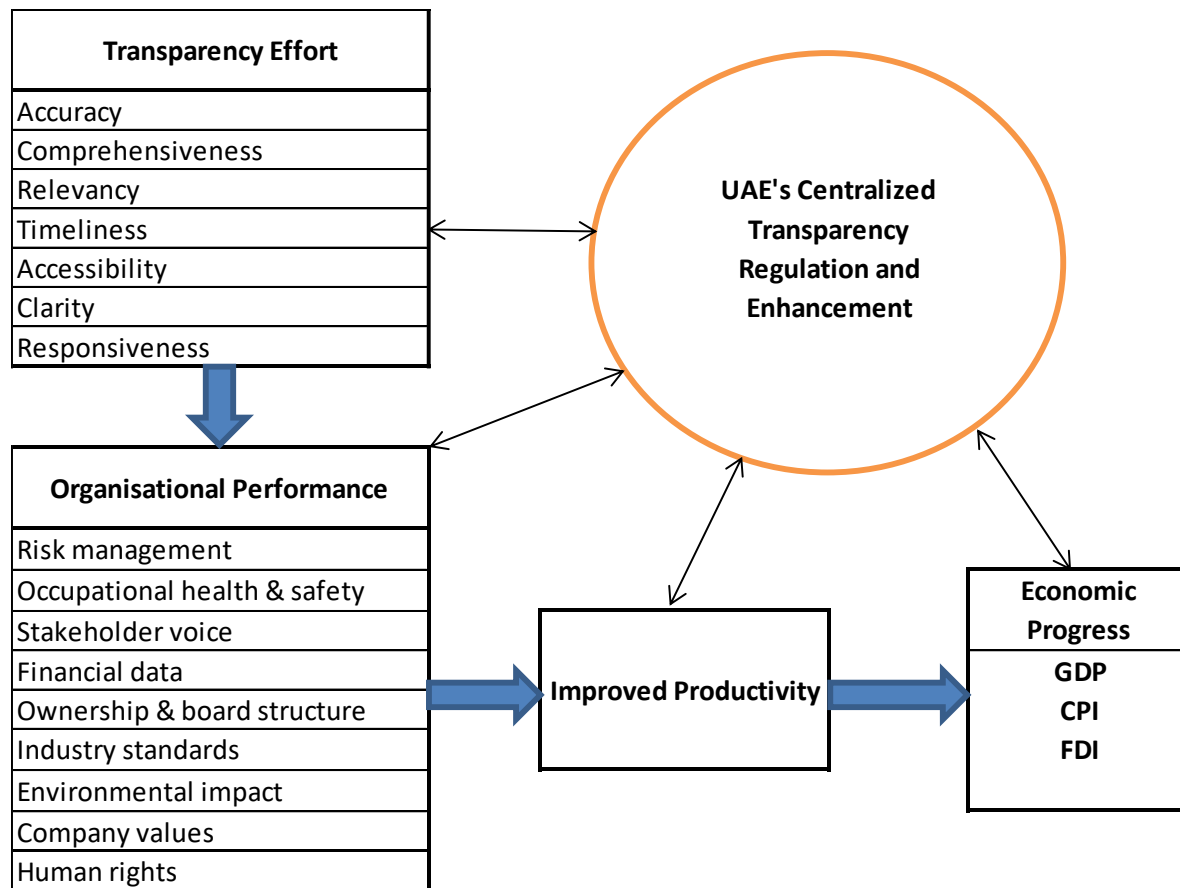 Transparency Effort
Accuracy
Comprehensiveness
Relevancy
Timeliness
Accessibility
Clarity
Responsiveness
UAE's Centralized
Transparency
Regulation and
Enhancement
Organisational Performance
Risk management
Occupational health & safety
Stakeholder voice
Financial data
Ownership & board structure
Industry standards
Environmental impact
Company values
Human rights
Improved Productivity
Economic
Progress
GDP
CPI
FDI